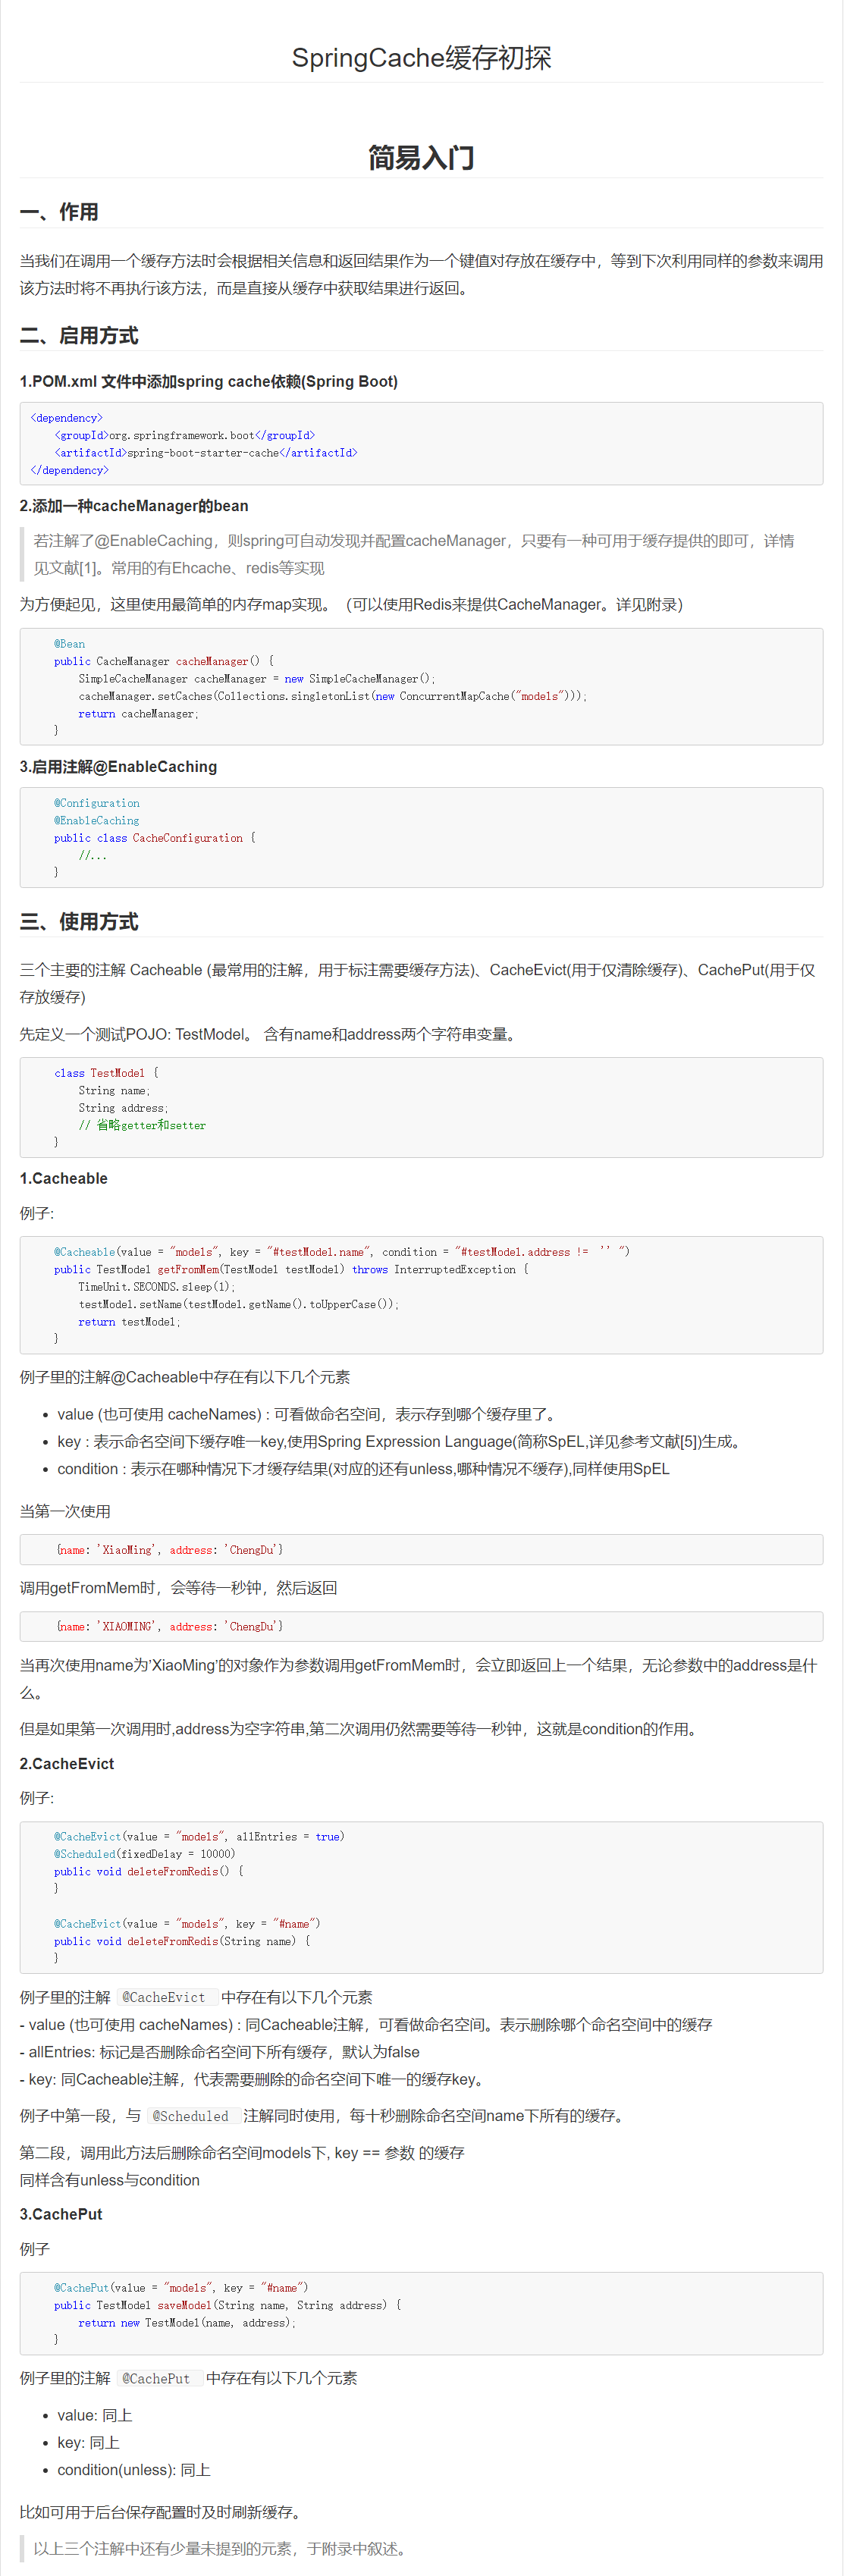 SpringCache缓存初探
简易入门
一、作用
当我们在调用一个缓存方法时会根据相关信息和返回结果作为一个键值对存放在缓存中，等到下次利用同样的参数来调用
该方法时将不再执行该方法，而是直接从缓存中获取结果进行返回。
二、启用方式
1.POM.xml 文件中添加spring cache依赖(Spring Boot)
<dependency>
    <groupId>org.springframework.boot</groupId>
    <artifactId>spring-boot-starter-cache</artifactId>
</dependency>
2.添加一种cacheManager的bean
若注解了@EnableCaching，则spring可自动发现并配置cacheManager，只要有一种可用于缓存提供的即可，详情
见文献[1]。常用的有Ehcache、redis等实现
为方便起见，这里使用最简单的内存map实现。（可以使用Redis来提供CacheManager。详见附录）
    @Bean
    public CacheManager cacheManager() {
        SimpleCacheManager cacheManager = new SimpleCacheManager();
        cacheManager.setCaches(Collections.singletonList(new ConcurrentMapCache("models")));
        return cacheManager;
    }
3.启用注解@EnableCaching
    @Configuration
    @EnableCaching
    public class CacheConfiguration {
        //...
    }
三、使用方式
三个主要的注解 Cacheable (最常用的注解，用于标注需要缓存方法)、CacheEvict(用于仅清除缓存)、CachePut(用于仅
存放缓存)
先定义一个测试POJO: TestModel。 含有name和address两个字符串变量。
    class TestModel {
        String name;
        String address;
        // 省略getter和setter
    }
1.Cacheable
例子:
    @Cacheable(value = "models", key = "#testModel.name", condition = "#testModel.address !=  '' ")
    public TestModel getFromMem(TestModel testModel) throws InterruptedException {
        TimeUnit.SECONDS.sleep(1);
        testModel.setName(testModel.getName().toUpperCase());
        return testModel;
    }
例子里的注解@Cacheable中存在有以下几个元素
• value (也可使用 cacheNames) : 可看做命名空间，表示存到哪个缓存里了。
• key : 表示命名空间下缓存唯一key,使用Spring Expression Language(简称SpEL,详见参考文献[5])生成。
• condition : 表示在哪种情况下才缓存结果(对应的还有unless,哪种情况不缓存),同样使用SpEL
当第一次使用
    {name: 'XiaoMing', address: 'ChengDu'}
调用getFromMem时，会等待一秒钟，然后返回
    {name: 'XIAOMING', address: 'ChengDu'}
当再次使用name为'XiaoMing'的对象作为参数调用getFromMem时，会立即返回上一个结果，无论参数中的address是什
么。
但是如果第一次调用时,address为空字符串,第二次调用仍然需要等待一秒钟，这就是condition的作用。
2.CacheEvict
例子:
    @CacheEvict(value = "models", allEntries = true)
    @Scheduled(fixedDelay = 10000)
    public void deleteFromRedis() {
    }
    @CacheEvict(value = "models", key = "#name")
    public void deleteFromRedis(String name) {
    }
例子里的注解 @CacheEvict 中存在有以下几个元素
- value (也可使用 cacheNames) : 同Cacheable注解，可看做命名空间。表示删除哪个命名空间中的缓存
- allEntries: 标记是否删除命名空间下所有缓存，默认为false
- key: 同Cacheable注解，代表需要删除的命名空间下唯一的缓存key。
例子中第一段，与 @Scheduled 注解同时使用，每十秒删除命名空间name下所有的缓存。
第二段，调用此方法后删除命名空间models下, key == 参数 的缓存
同样含有unless与condition
3.CachePut
例子
    @CachePut(value = "models", key = "#name")
    public TestModel saveModel(String name, String address) {
        return new TestModel(name, address);
    }
例子里的注解 @CachePut 中存在有以下几个元素
• value: 同上
• key: 同上
• condition(unless): 同上
比如可用于后台保存配置时及时刷新缓存。
以上三个注解中还有少量未提到的元素，于附录中叙述。